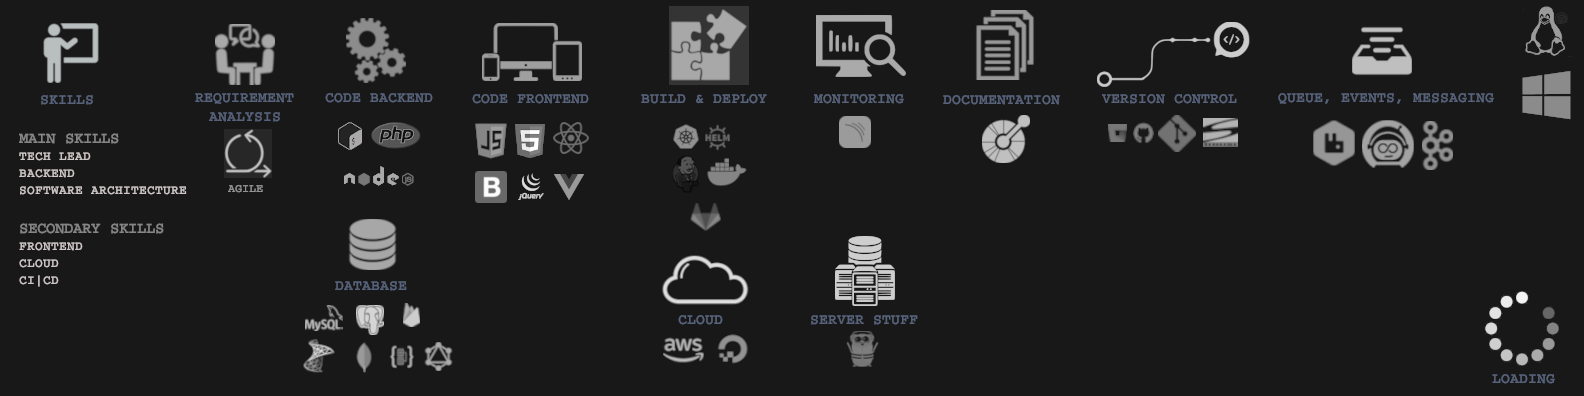 SKILLS
MAIN SKILLS
TECH LEAD
BACKEND
SOFTWARE ARCHITECTURE
SECONDARY SKILLS
FRONTEND
CLOUD
CI|CD
REQUIREMENT
ANALYSIS
AGILE
CODE BACKEND
php
node
JS
DATABASE
MySQL
CODE FRONTEND
JS
5
B
jQuery
BUILD & DEPLOY
HELM
CLOUD
aws
MONITORING
SERVER STUFF
DOCUMENTATION
VERSION CONTROL
</>
QUEUE, EVENTS, MESSAGING
LOADING